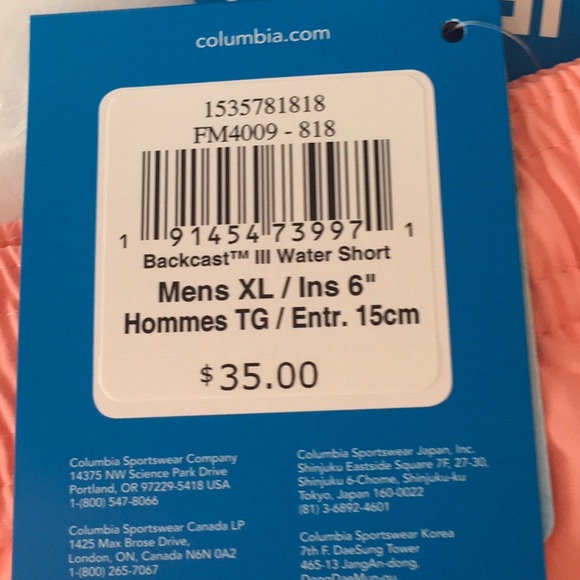 columbia.com
1535781818
FM4009 - 818
1 91454 73997 1
Backcast™ III Water Short
Mens XL / Ins 6"
Hommes TG / Entr. 15cm
$35.00
Columbia Sportswear Company
14375 NW Science Park Drive
Portland, OR 97229-5418 USA
1-(800) 547-8066
Columbia Sportswear Canada LP
1425 Max Brose Drive,
London, ON, Canada N6N 0A2
1-(800) 265-7067
Columbia Sportswear Japan, Inc.
Shinjuku Eastside Square 7F, 27-30,
Shinjuku 6-Chome, Shinjuku-ku
Tokyo, Japan 160-0022
(81) 3-6892-4601
Columbia Sportswear Korea
7th F. DaeSung Tower
465-13 JangAn-dong,